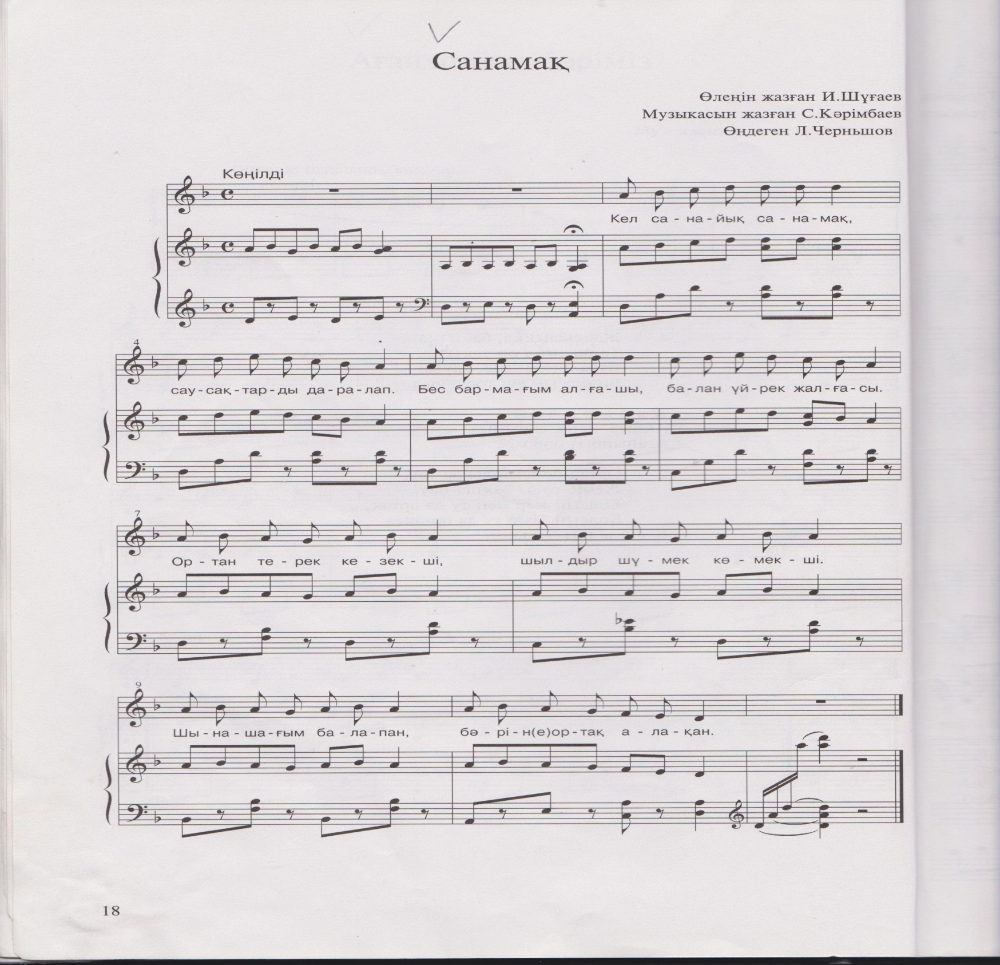 Санамақ
Өлеңін жазған И.Шұғаев
Музыкасын жазған С.Кәрімбаев
Өңдеген Л.Чернышов
Көңілді
Кел са - на - йық са - на - мақ,
4
сау - сақ - тар - ды да - ра - лап. Бес бар - ма - ғым ал - ға - шы, ба - лан үй - рек жал - ға - сы.
7
Ор - тан те - рек ке - зек - ші, шыл - дыр шү - мек кө - мек - ші.
9
Шы - на - ша - ғым ба - ла - пан, бә - рі - н(е)ор - тақ а - ла - қан.
18